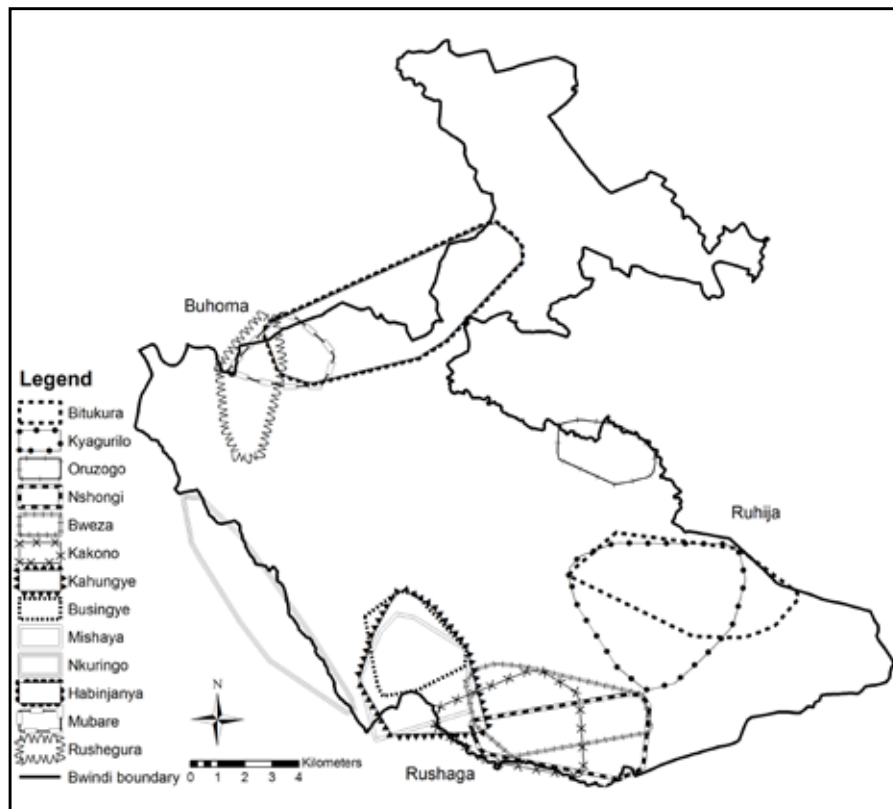 Buhoma
Legend
Bitukura
Kyagurilo
Oruzogo
Nshongi
Bweza
Kakono
Kahungye
Businge
Mishaya
Nkuringo
Habinjanya
Mubare
Rushegura
Bwindi boundary
Ruhija
N
Kilometers
0 1 2 3 4
Rushaga